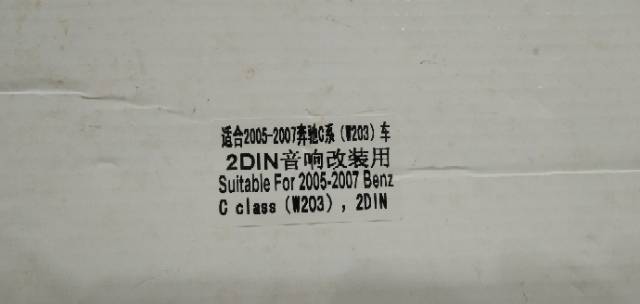 适合2005-2007奔驰C系（W203）车
2DIN音响改装用
Suitable For 2005-2007 Benz
C class（W203）, 2DIN